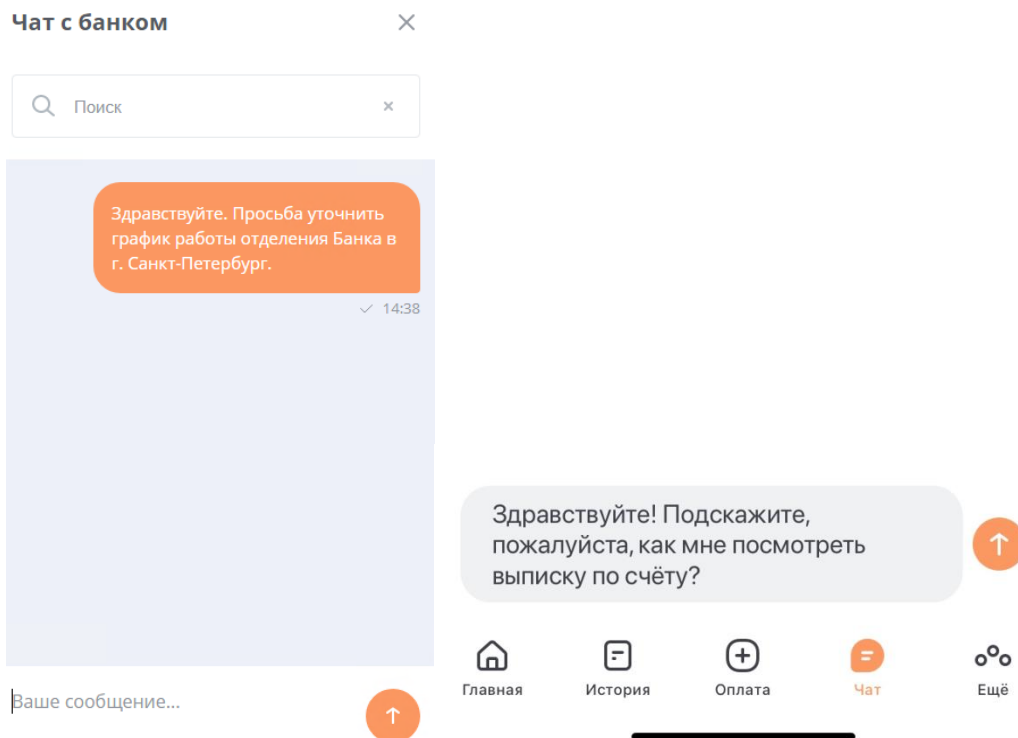 Чат с банком
Поиск
Здравствуйте. Просьба уточнить
график работы отделения Банка в
г. Санкт-Петербург.
14:38
Ваше сообщение...
Здравствуйте! Подскажите,
пожалуйста, как мне посмотреть
выписку по счёту?
Главная
История
Оплата
Чат
Ещё